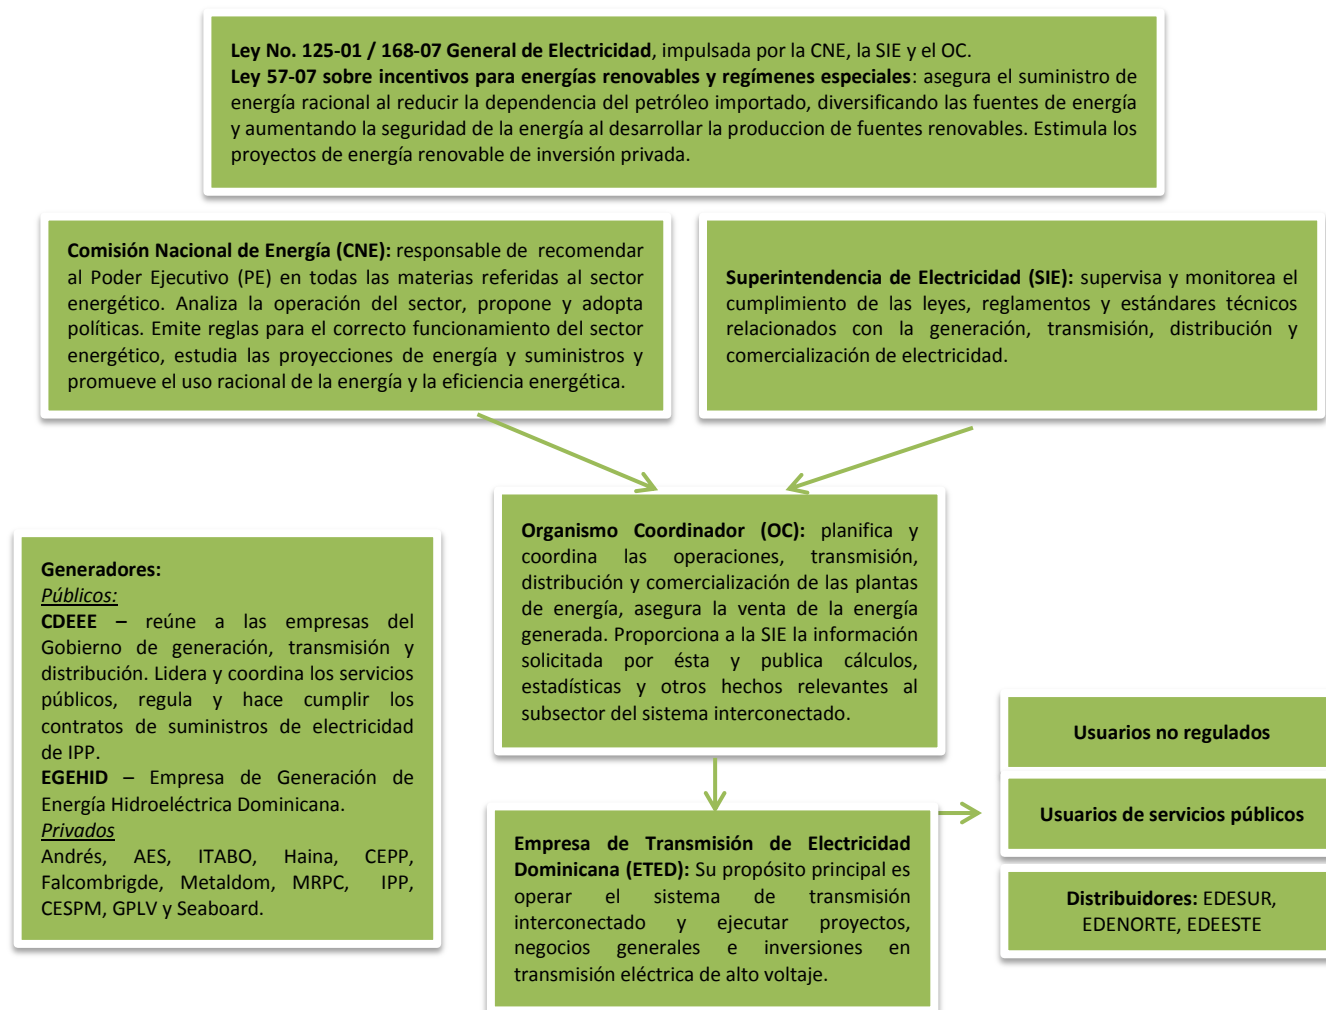 Ley No. 125-01 / 168-07 General de Electricidad, impulsada por la CNE, la SIE y el OC.
Ley 57-07 sobre incentivos para energías renovables y regímenes especiales: asegura el suministro de
energía racional al reducir la dependencia del petróleo importado, diversificando las fuentes de energía
y aumentando la seguridad de la energía al desarrollar la produccion de fuentes renovables. Estimula los
proyectos de energía renovable de inversión privada.
Comisión Nacional de Energía (CNE): responsable de recomendar
al Poder Ejecutivo (PE) en todas las materias referidas al sector
energético. Analiza la operación del sector, propone y adopta
políticas. Emite reglas para el correcto funcionamiento del sector
energético, estudia las proyecciones de energía y suministros y
promueve el uso racional de la energía y la eficiencia energética.
Superintendencia de Electricidad (SIE): supervisa y monitorea el
cumplimiento de las leyes, reglamentos y estándares técnicos
relacionados con la generación, transmisión, distribución y
comercialización de electricidad.
Organismo Coordinador (OC): planifica y
coordina las operaciones, transmisión,
distribución y comercialización de las plantas
de energía, asegura la venta de la energía
generada. Proporciona a la SIE la información
solicitada por ésta y publica cálculos,
estadísticas y otros hechos relevantes al
subsector del sistema interconectado.
Generadores:
Públicos:
CDEEE – reúne a las empresas del
Gobierno de generación, transmisión y
distribución. Lidera y coordina los servicios
públicos, regula y hace cumplir los
contratos de suministros de electricidad
de IPP.
EGEHID – Empresa de Generación de
Energía Hidroeléctrica Dominicana.
Privados
Andrés, AES, ITABO, Haina, CEPP,
Falcombrigde, Metaldom, MRPC, IPP,
CESPM, GPLV y Seaboard.
Empresa de Transmisión de Electricidad
Dominicana (ETED): Su propósito principal es
operar el sistema de transmisión
interconectado y ejecutar proyectos,
negocios generales e inversiones en
transmisión eléctrica de alto voltaje.
Usuarios no regulados
Usuarios de servicios públicos
Distribuidores: EDESUR,
EDENORTE, EDEESTE